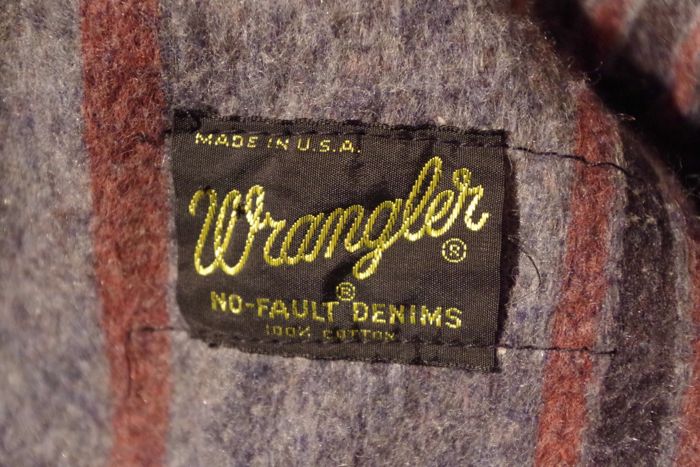 MADE IN U.S.A.
Wrangler®
®
NO-FAULT DENIMS
100% COTTON